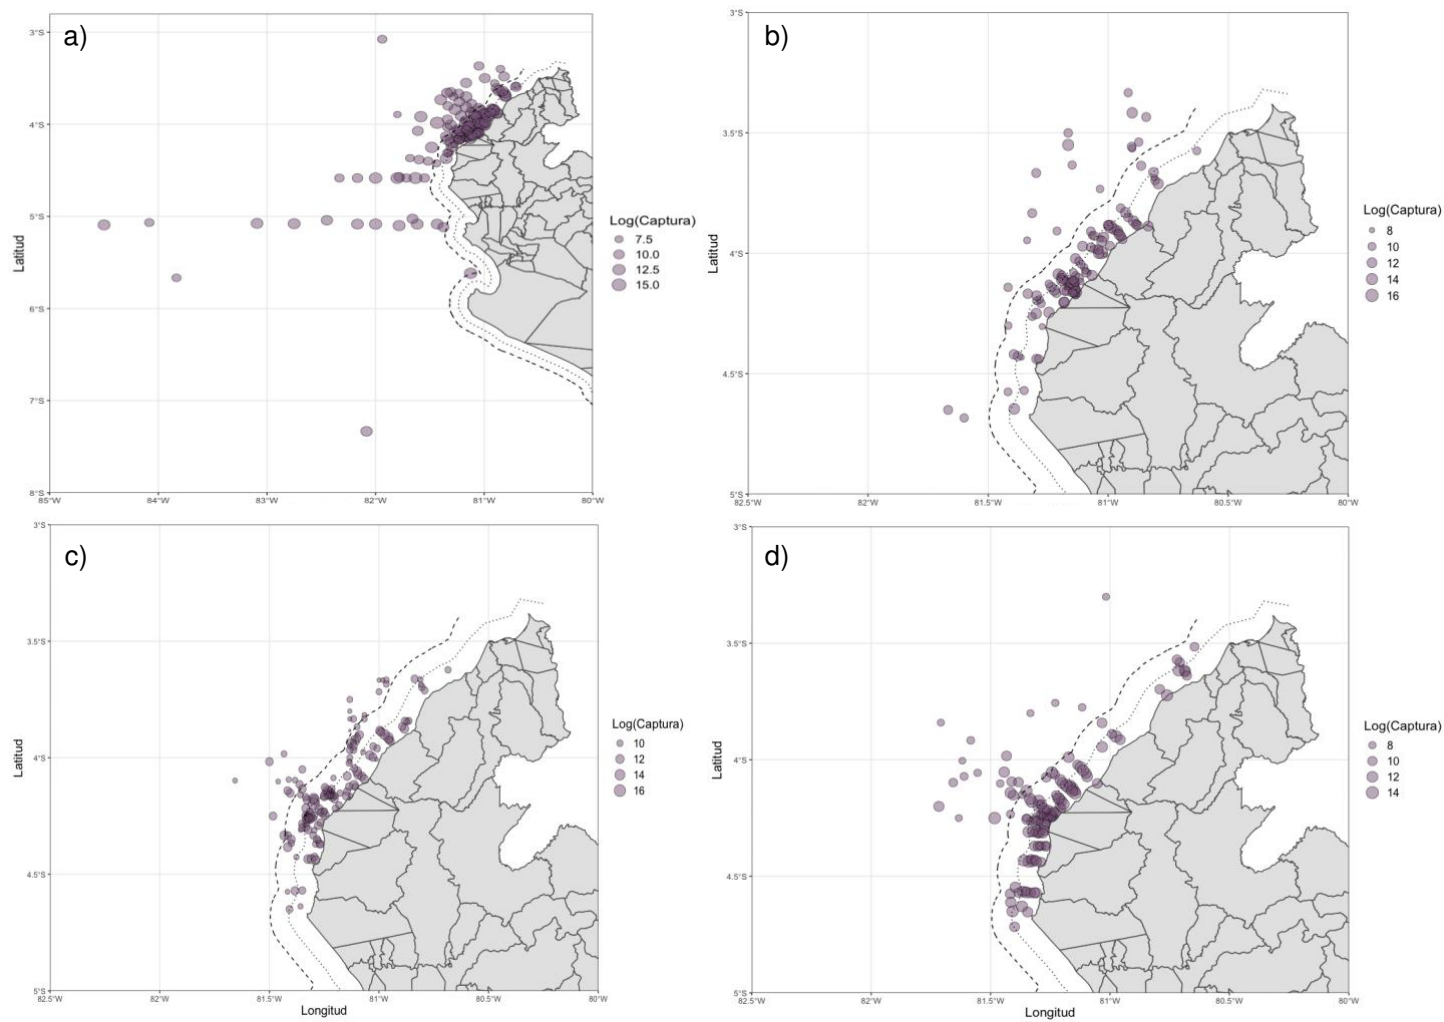 a)
3°S
4°S
5°S
6°S
7°S
8°S
Latitud
85°W
84°W
83°W
82°W
81°W
80°W
Log(Captura)
7.5
10.0
12.5
15.0
b)
3°S
3.5°S
4°S
4.5°S
5°S
Latitud
82.5°W
82°W
81.5°W
81°W
80.5°W
80°W
Log(Captura)
8
10
12
14
16
c)
3°S
3.5°S
4°S
4.5°S
5°S
Latitud
82.5°W
82°W
81.5°W
81°W
80.5°W
80°W
Longitud
Log(Captura)
10
12
14
16
d)
3°S
3.5°S
4°S
4.5°S
5°S
Latitud
82.5°W
82°W
81.5°W
81°W
80.5°W
80°W
Longitud
Log(Captura)
8
10
12
14